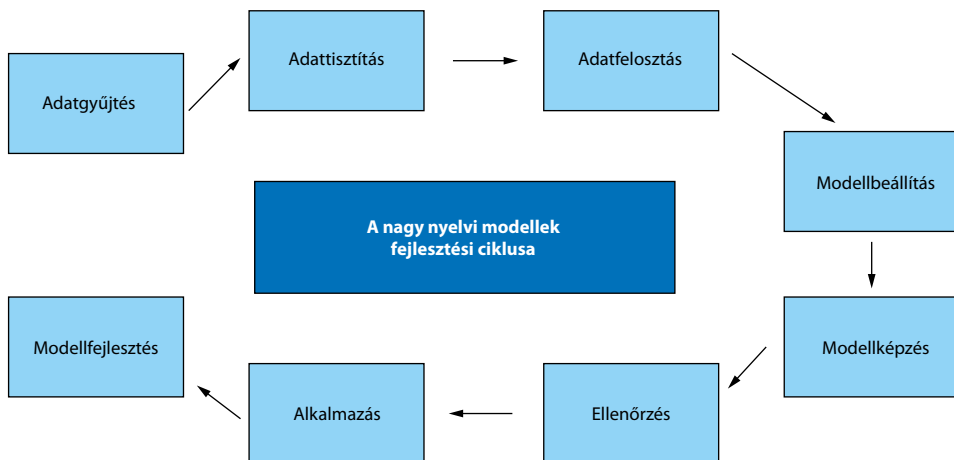 Adatgyűjtés
Adattisztítás
Adatfelosztás
Modellbeállítás
A nagy nyelvi modellek
fejlesztési ciklusa
Modellképzés
Ellenőrzés
Alkalmazás
Modellfejlesztés